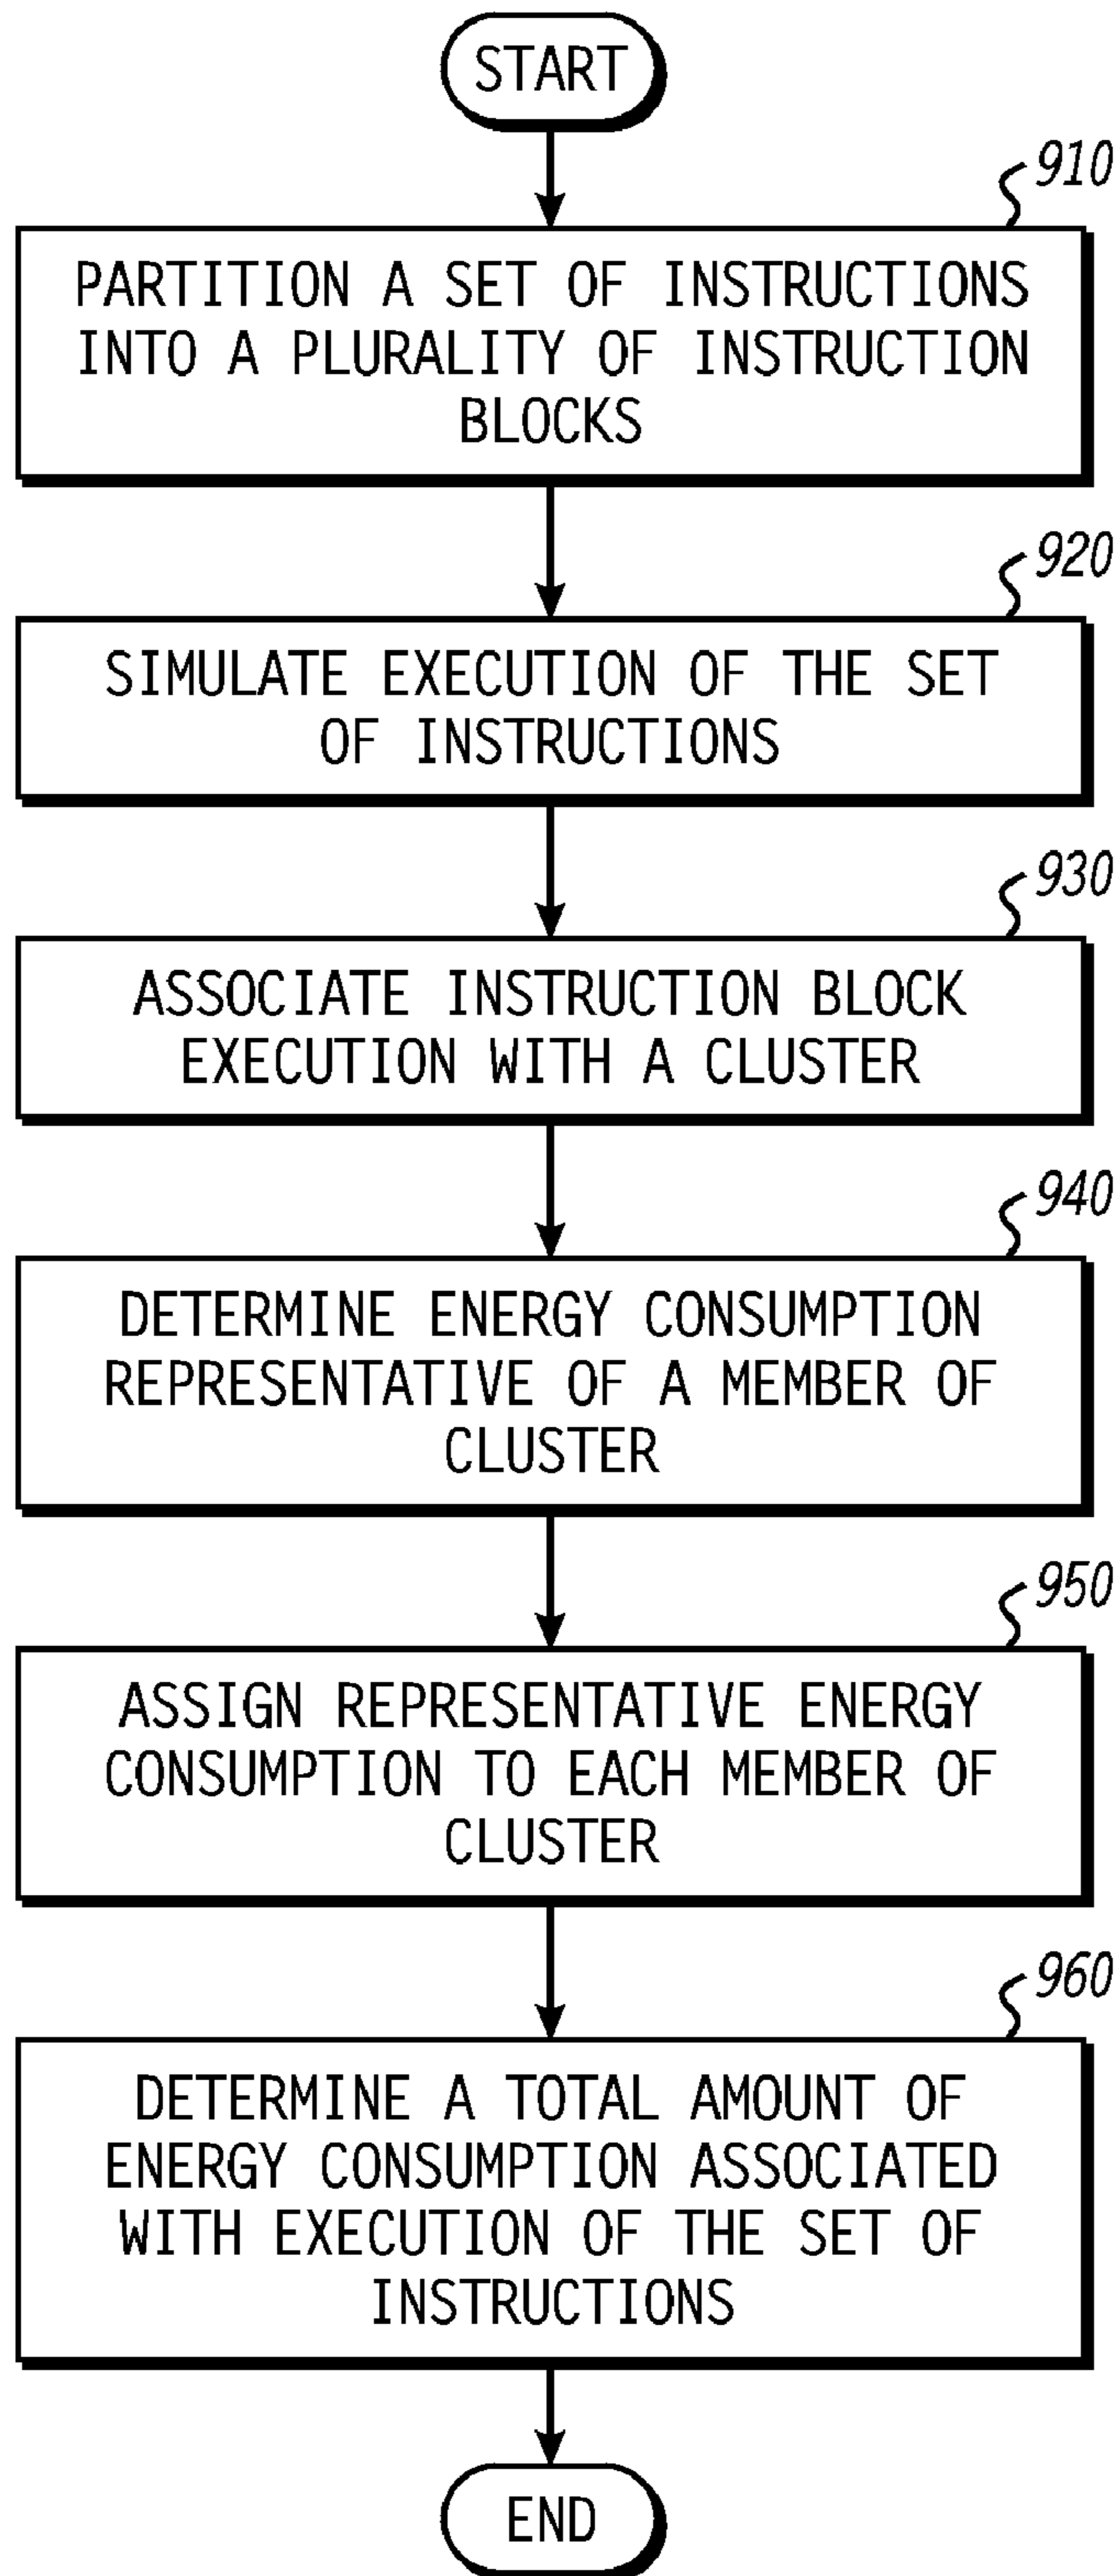 START
910
PARTITION A SET OF INSTRUCTIONS
INTO A PLURALITY OF INSTRUCTION
BLOCKS
920
SIMULATE EXECUTION OF THE SET
OF INSTRUCTIONS
930
ASSOCIATE INSTRUCTION BLOCK
EXECUTION WITH A CLUSTER
940
DETERMINE ENERGY CONSUMPTION
REPRESENTATIVE OF A MEMBER OF
CLUSTER
950
ASSIGN REPRESENTATIVE ENERGY
CONSUMPTION TO EACH MEMBER OF
CLUSTER
960
DETERMINE A TOTAL AMOUNT OF
ENERGY CONSUMPTION ASSOCIATED
WITH EXECUTION OF THE SET OF
INSTRUCTIONS
END